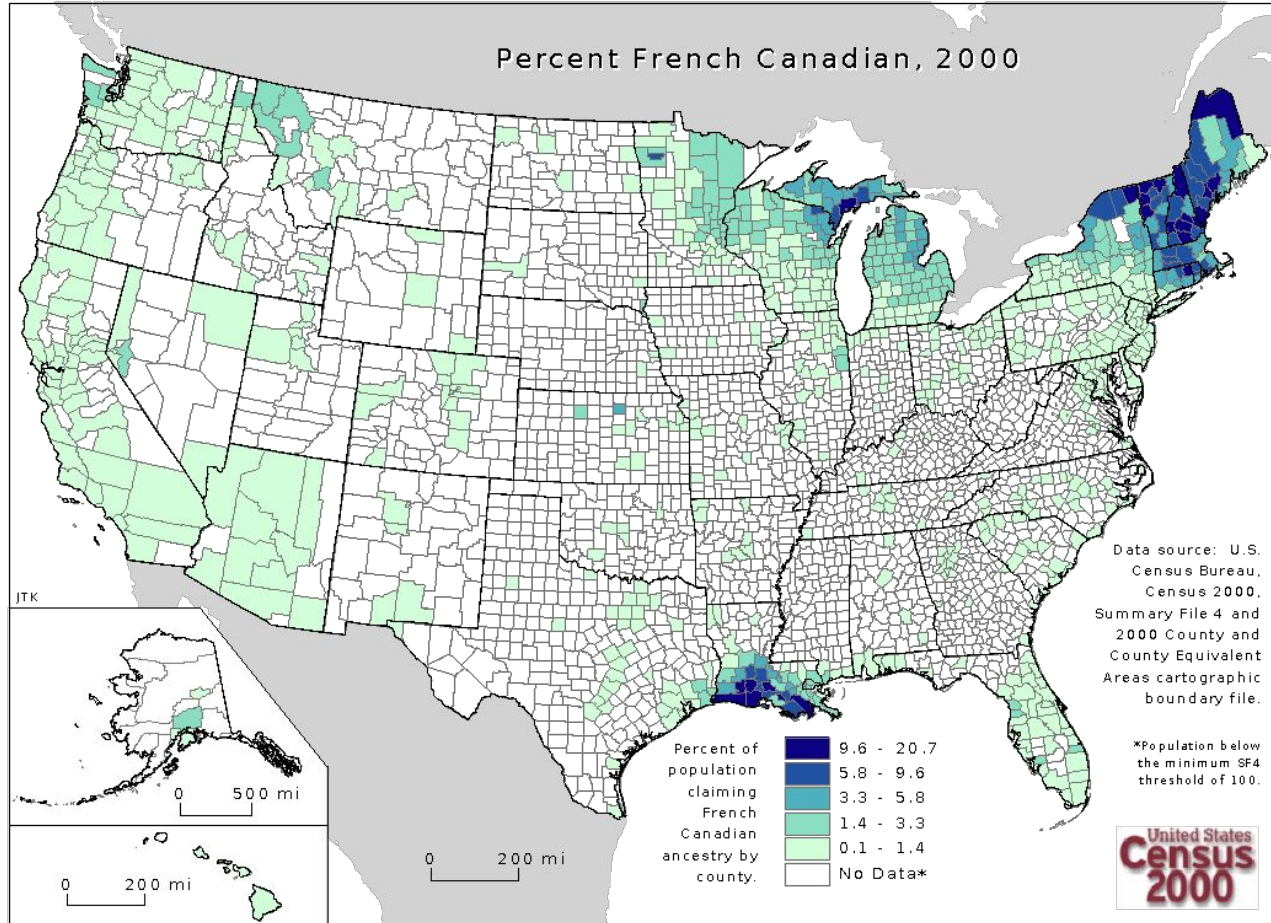 Percent French Canadian, 2000
Data source: U.S.
Census Bureau,
Census 2000,
Summary File 4 and
2000 County and
County Equivalent
Areas cartographic
boundary file.
*Population below
the minimum SF4
threshold of 100.
JTK
0 500 mi
0 200 mi
0 200 mi
Percent of
population
claiming
French
Canadian
ancestry by
county.
9.6 - 20.7
5.8 - 9.6
3.3 - 5.8
1.4 - 3.3
0.1 - 1.4
No Data*
United States
Census
2000